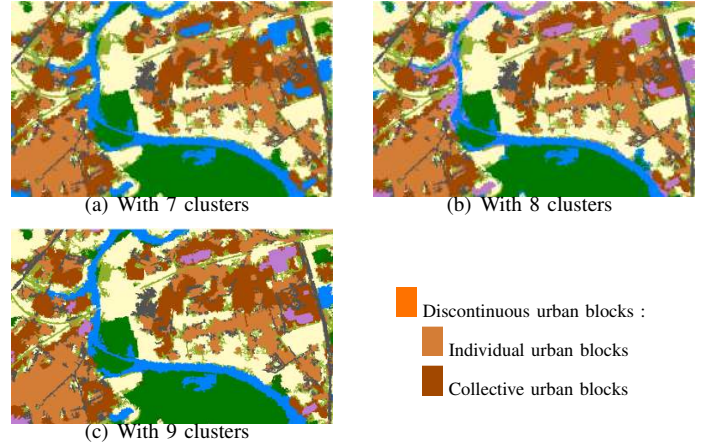 (a) With 7 clusters
(b) With 8 clusters
(c) With 9 clusters
Discontinuous urban blocks :
Individual urban blocks
Collective urban blocks